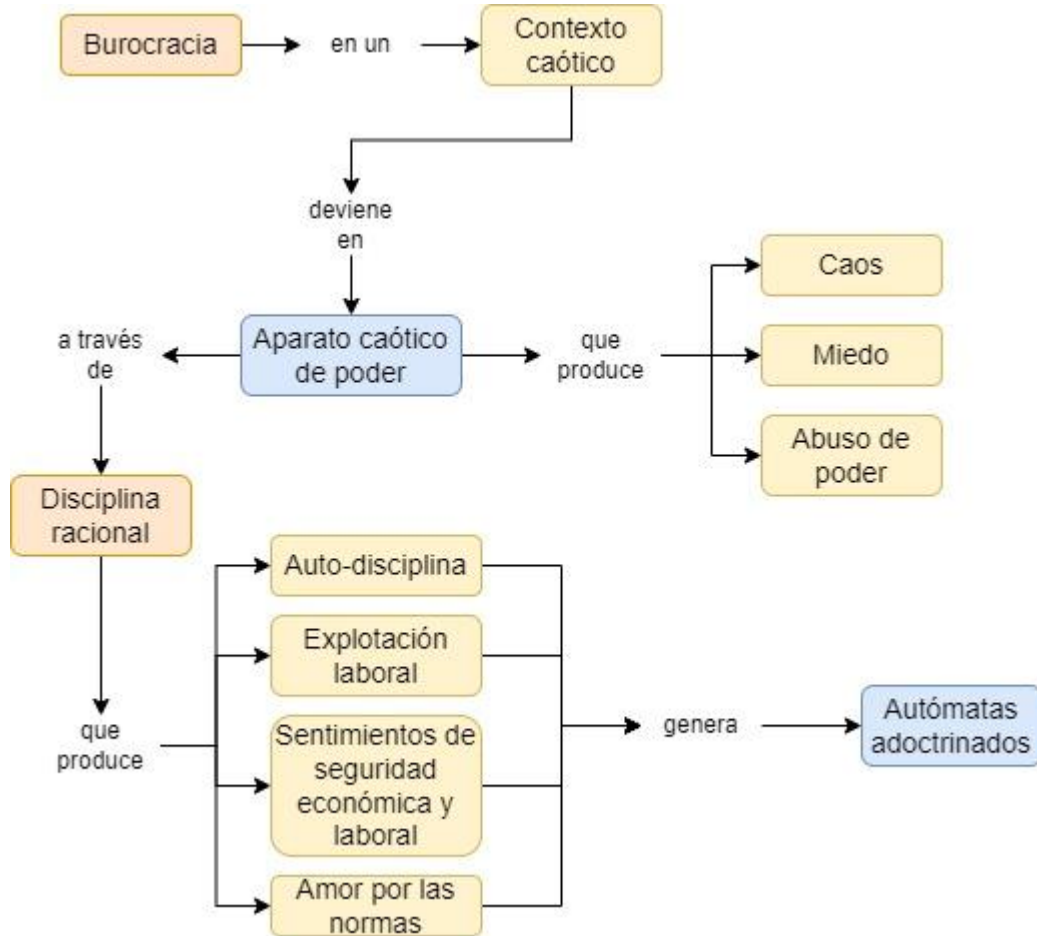 Burocracia
en un
Contexto
caótico
deviene
en
Aparato caótico
de poder
a través
de
que
produce
Caos
Miedo
Abuso de
poder
Disciplina
racional
que
produce
Auto-disciplina
Explotación
laboral
Sentimientos de
seguridad
económica y
laboral
Amor por las
normas
genera
Autómatas
adoctrinados